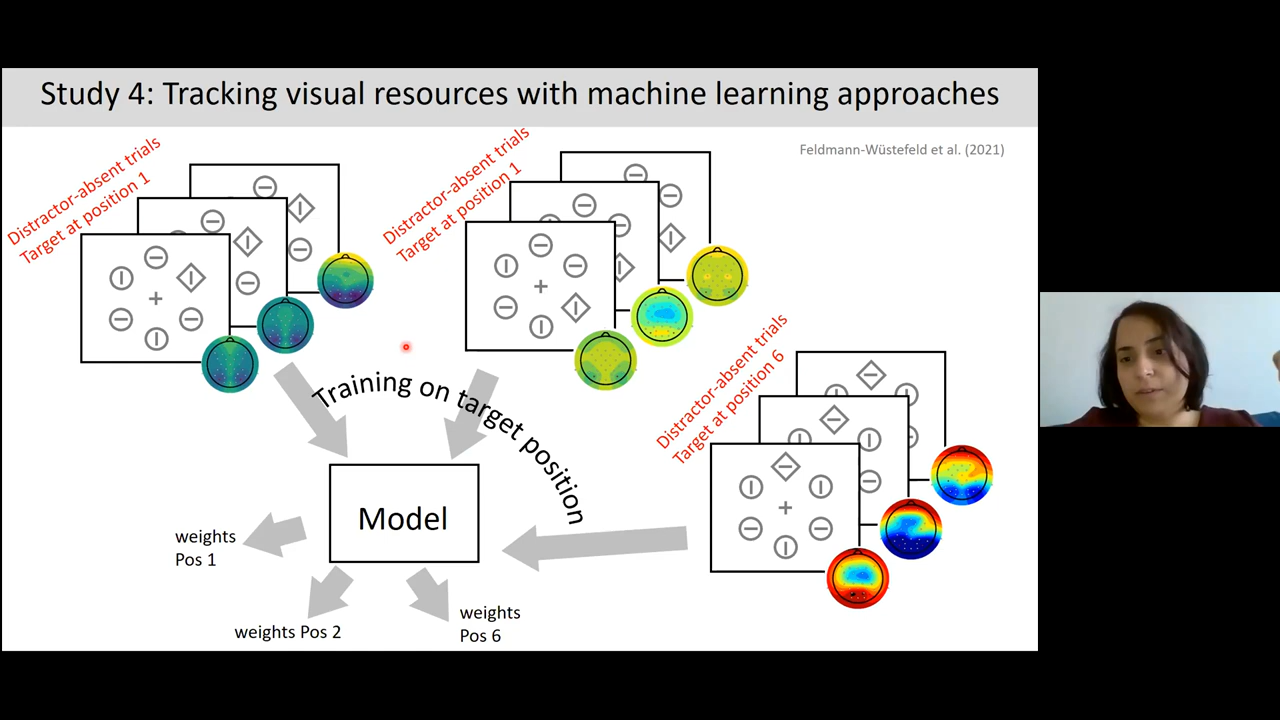 Study 4: Tracking visual resources with machine learning approaches
Feldmann-Wüstefeld et al. (2021)
Distractor-absent trials
Target at position 1
Distractor-absent trials
Target at position 1
Distractor-absent trials
Target at position 6
Training on target position
Model
weights
Pos 1
weights Pos 2
weights
Pos 6